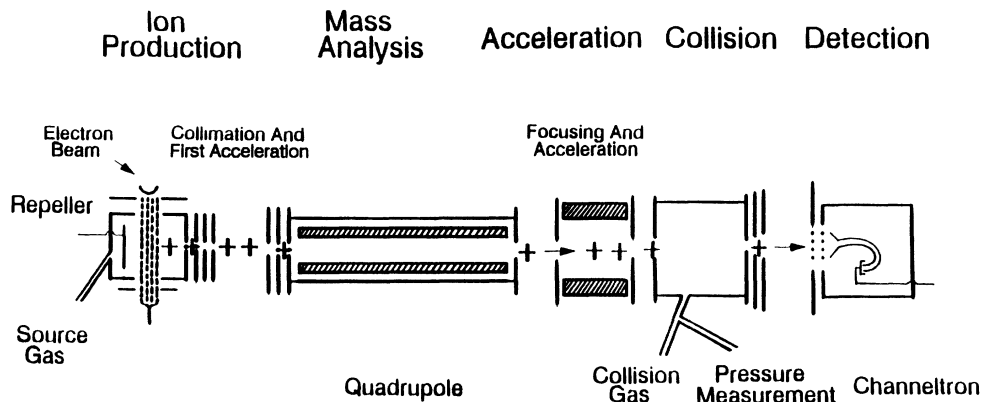 Ion
Production
Mass
Analysis
Acceleration
Collision
Detection
Electron
Beam
Collimation And
First Acceleration
Focusing And
Acceleration
Repeller
Source
Gas
Quadrupole
Collision
Gas
Pressure
Measurement
Channeltron